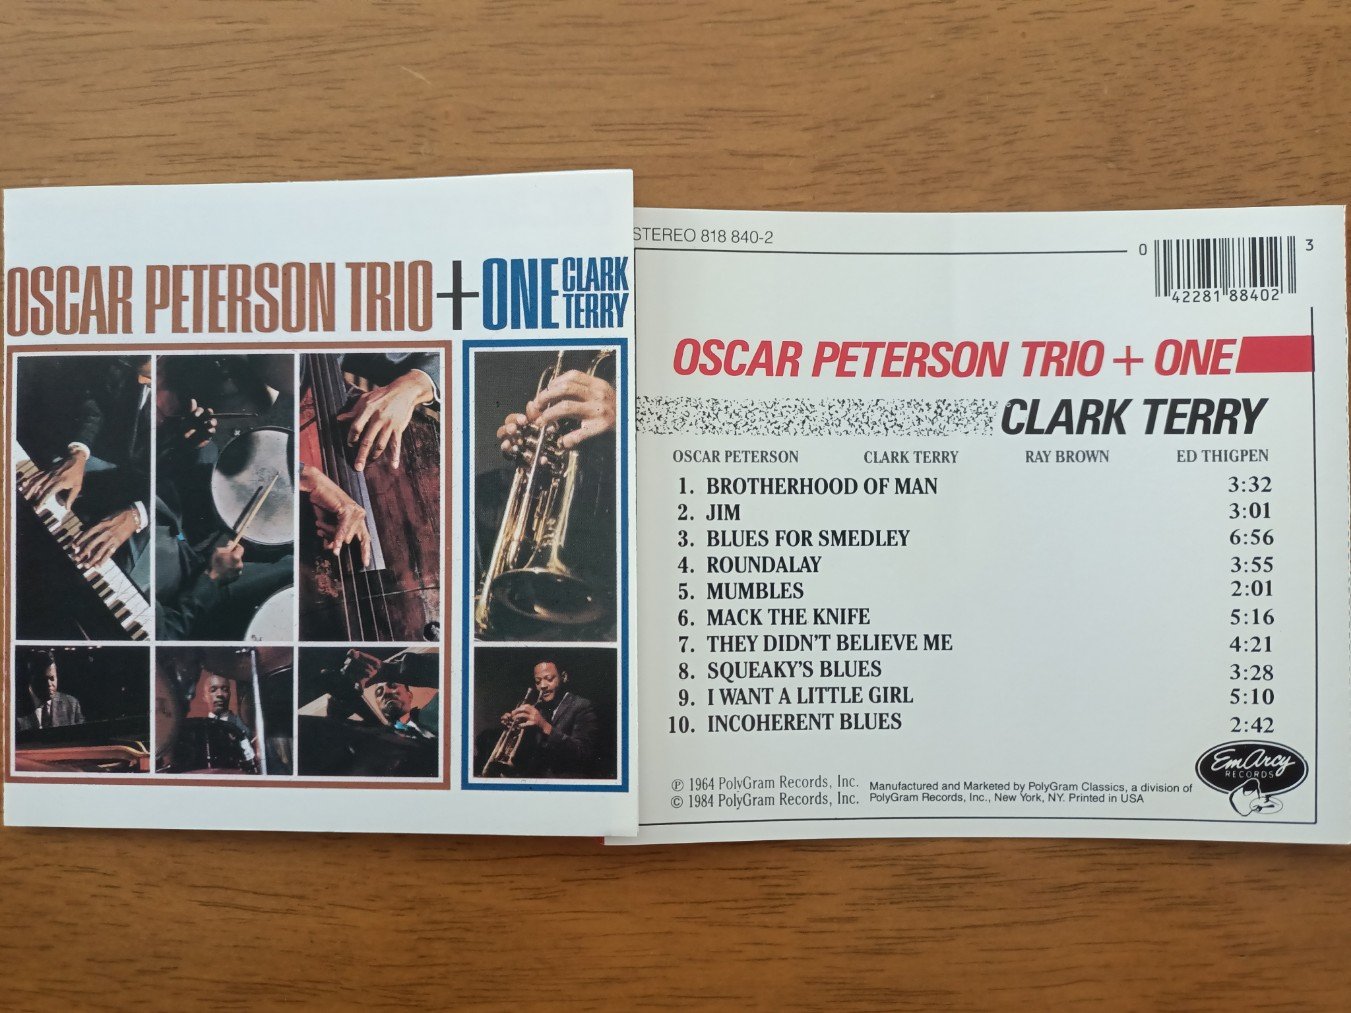 OSCAR PETERSON TRIO + ONE CLARK TERRY
STEREO 818 840-2
0 42281 88402 3
OSCAR PETERSON TRIO + ONE
CLARK TERRY
OSCAR PETERSON CLARK TERRY RAY BROWN ED THIGPEN
1. BROTHERHOOD OF MAN 3:32
2. JIM 3:01
3. BLUES FOR SMEDLEY 6:56
4. ROUNDALAY 3:55
5. MUMBLES 2:01
6. MACK THE KNIFE 5:16
7. THEY DIDN'T BELIEVE ME 4:21
8. SQUEAKY'S BLUES 3:28
9. I WANT A LITTLE GIRL 5:10
10. INCOHERENT BLUES 2:42
℗ 1964 PolyGram Records, Inc.
© 1984 PolyGram Records, Inc.
Manufactured and Marketed by PolyGram Classics, a division of
PolyGram Records, Inc., New York, NY. Printed in USA
EmArcy
RECORDS